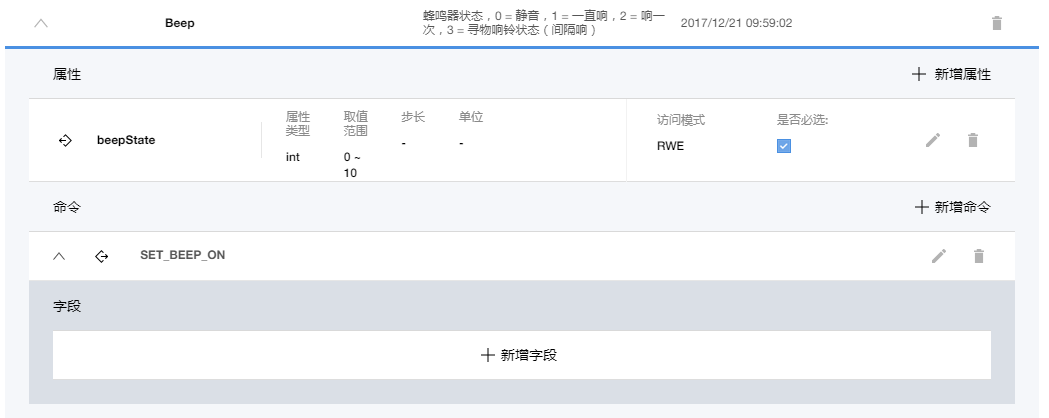 Beep
蜂鸣器状态，0 = 静音，1 = 一直响，2 = 响一
次，3 = 寻物响铃状态（间隔响）
2017/12/21 09:59:02
属性
新增属性
beepState
属性
类型
int
取值
范围
0 ~
10
步长
-
单位
-
访问模式
RWE
是否必选:
命令
新增命令
SET_BEEP_ON
字段
新增字段